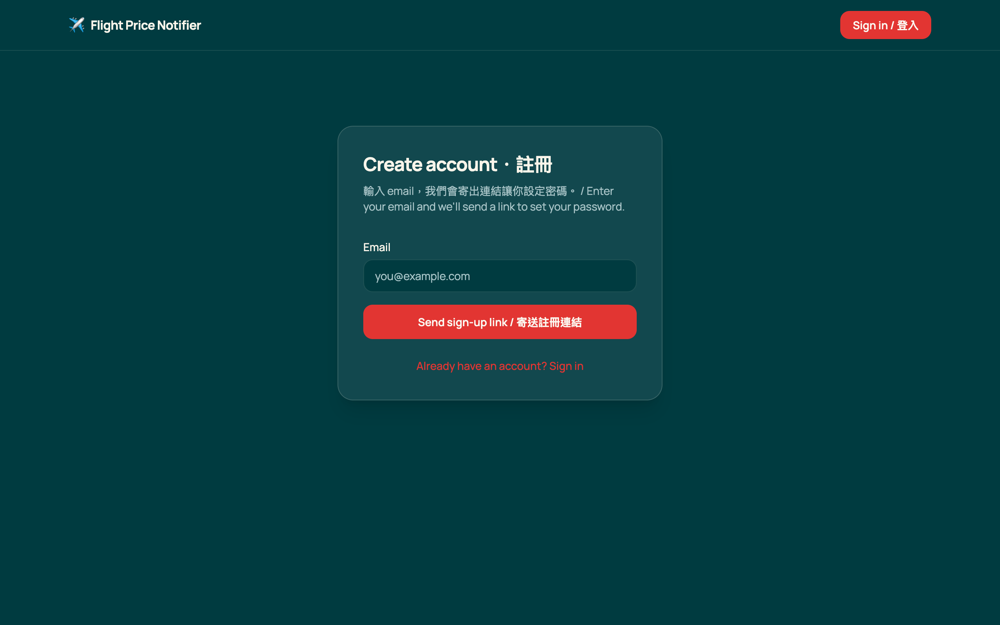 Flight Price Notifier
Sign in / 登入
Create account · 註冊
輸入 email，我們會寄出連結讓你設定密碼。 / Enter
your email and we'll send a link to set your password.
Email
you@example.com
Send sign-up link / 寄送註冊連結
Already have an account? Sign in